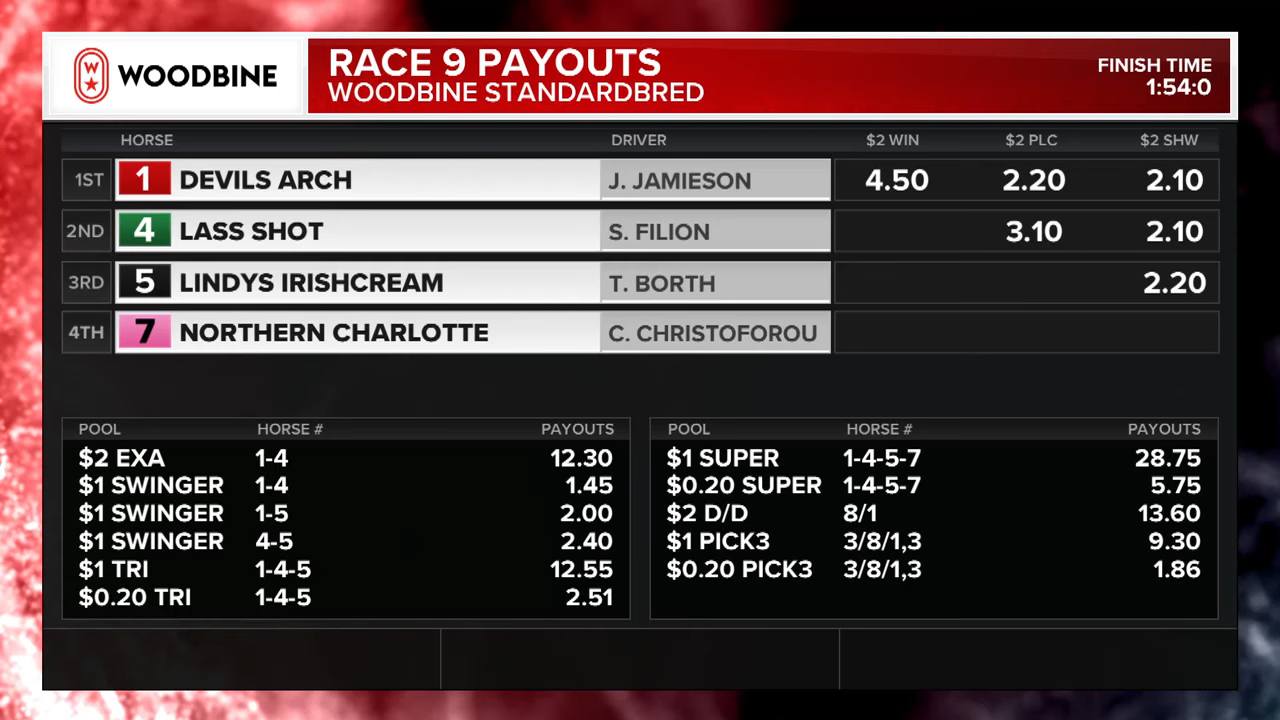 W
WOODBINE
RACE 9 PAYOUTS
WOODBINE STANDARDBRED
FINISH TIME
1:54:0
HORSE DRIVER $2 WIN $2 PLC $2 SHW
1ST 1 DEVILS ARCH J. JAMIESON 4.50 2.20 2.10
2ND 4 LASS SHOT S. FILION 3.10 2.10
3RD 5 LINDYS IRISHCREAM T. BORTH 2.20
4TH 7 NORTHERN CHARLOTTE C. CHRISTOFOROU
POOL HORSE # PAYOUTS
$2 EXA 1-4 12.30
$1 SWINGER 1-4 1.45
$1 SWINGER 1-5 2.00
$1 SWINGER 4-5 2.40
$1 TRI 1-4-5 12.55
$0.20 TRI 1-4-5 2.51
POOL HORSE # PAYOUTS
$1 SUPER 1-4-5-7 28.75
$0.20 SUPER 1-4-5-7 5.75
$2 D/D 8/1 13.60
$1 PICK3 3/8/1,3 9.30
$0.20 PICK3 3/8/1,3 1.86